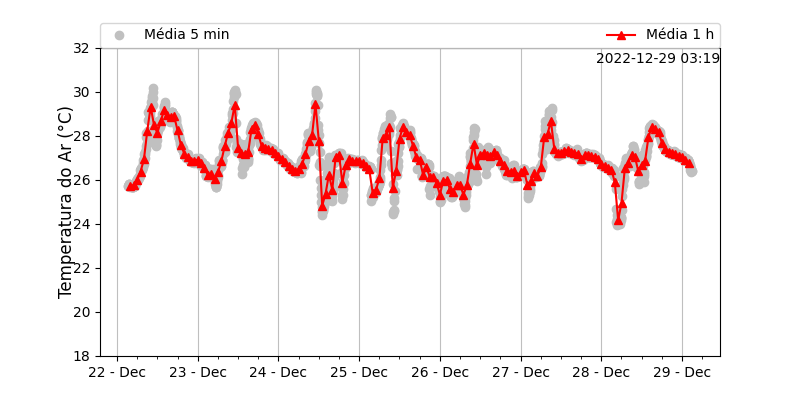 Média 5 min
Média 1 h
2022-12-29 03:19
Temperatura do Ar (°C)
32
30
28
26
24
22
20
18
22 - Dec
23 - Dec
24 - Dec
25 - Dec
26 - Dec
27 - Dec
28 - Dec
29 - Dec